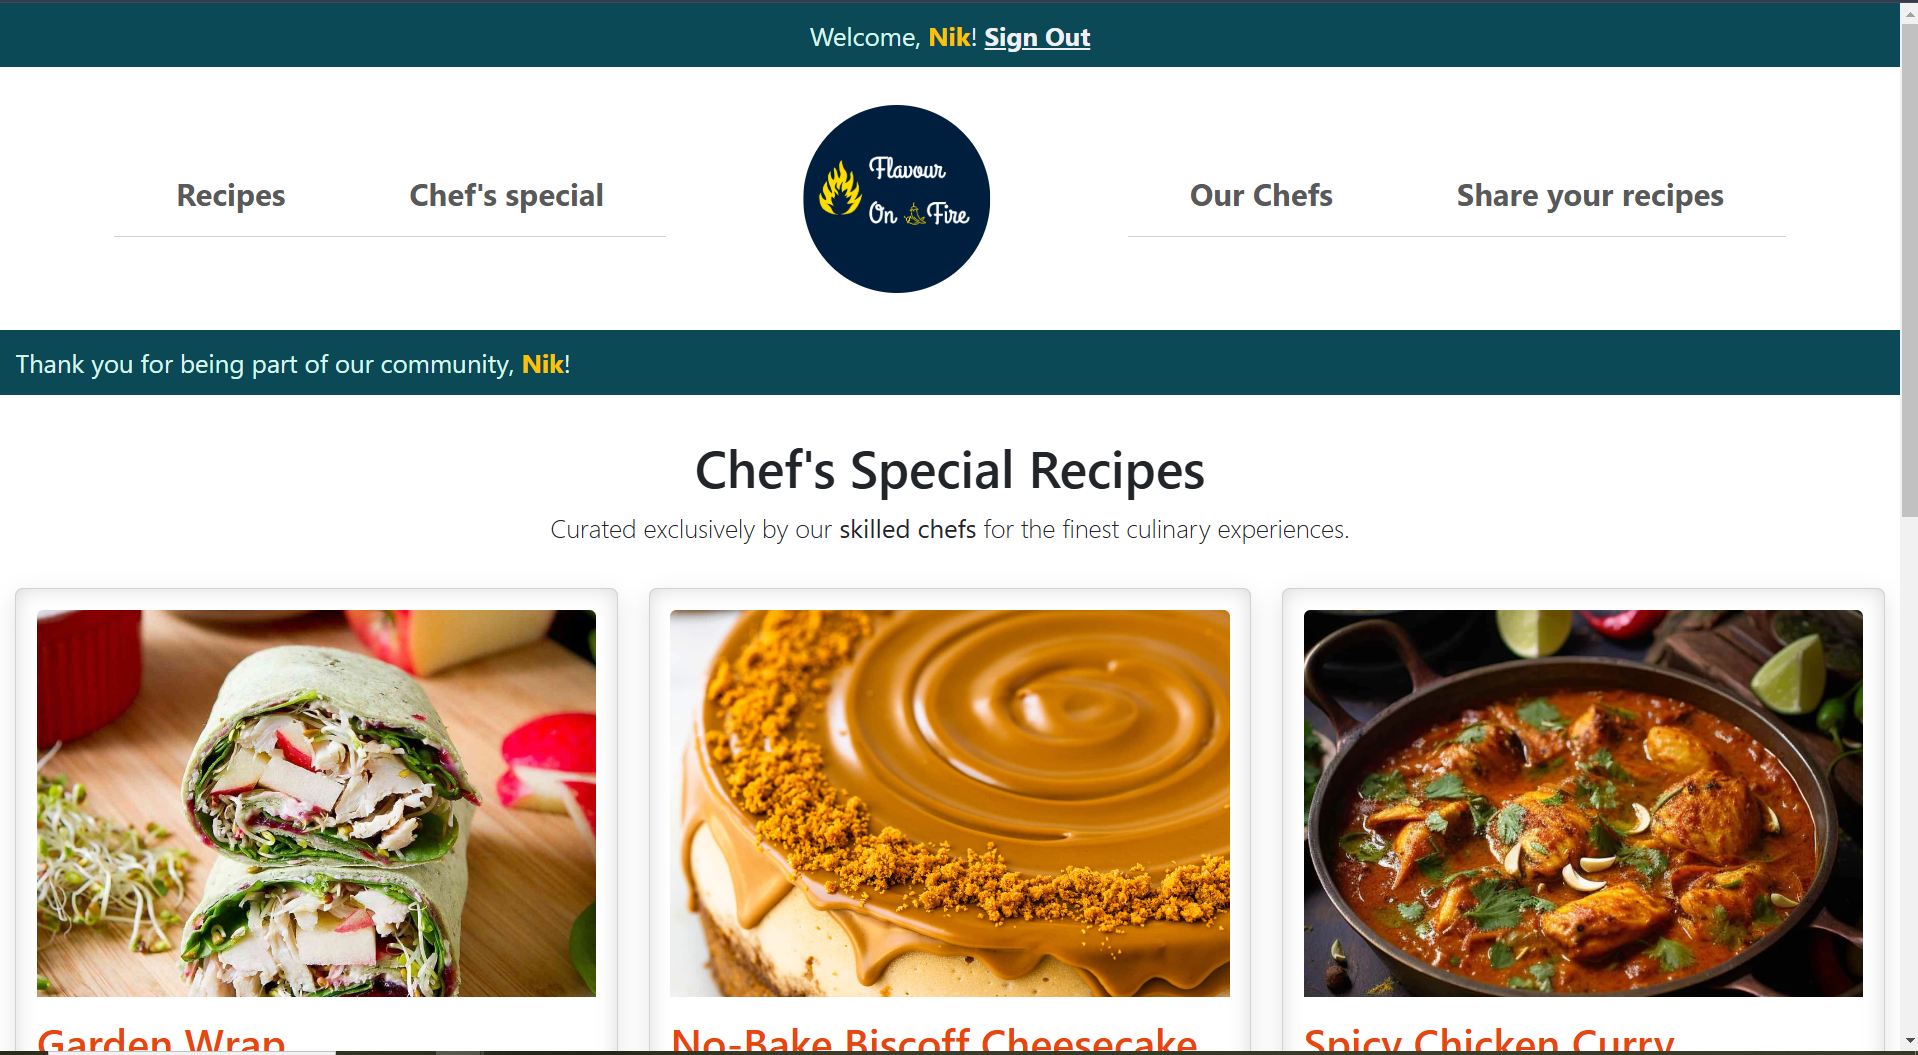 Welcome, Nik! Sign Out
Recipes
Chef's special
Flavour
On Fire
Our Chefs
Share your recipes
Thank you for being part of our community, Nik!
Chef's Special Recipes
Curated exclusively by our skilled chefs for the finest culinary experiences.
Garden Wrap
No-Bake Biscoff Cheesecake
Spicy Chicken Curry